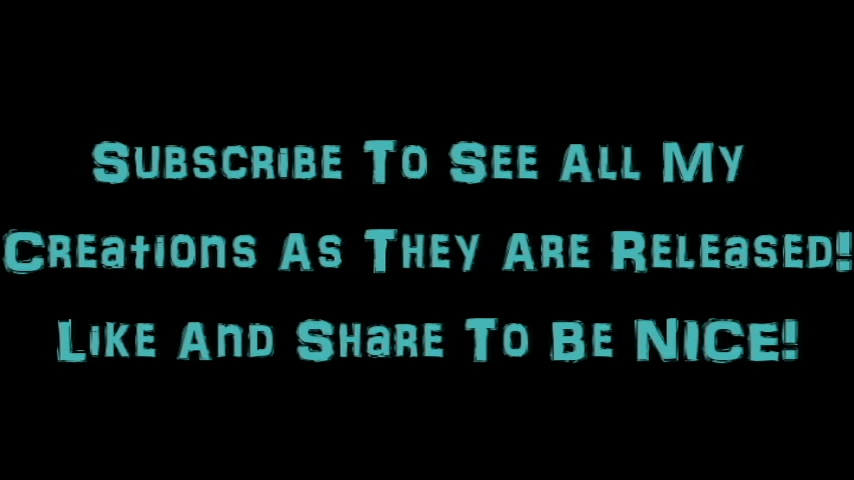 Subscribe To See All My
Creations As They Are Released!
Like And Share To Be NICE!